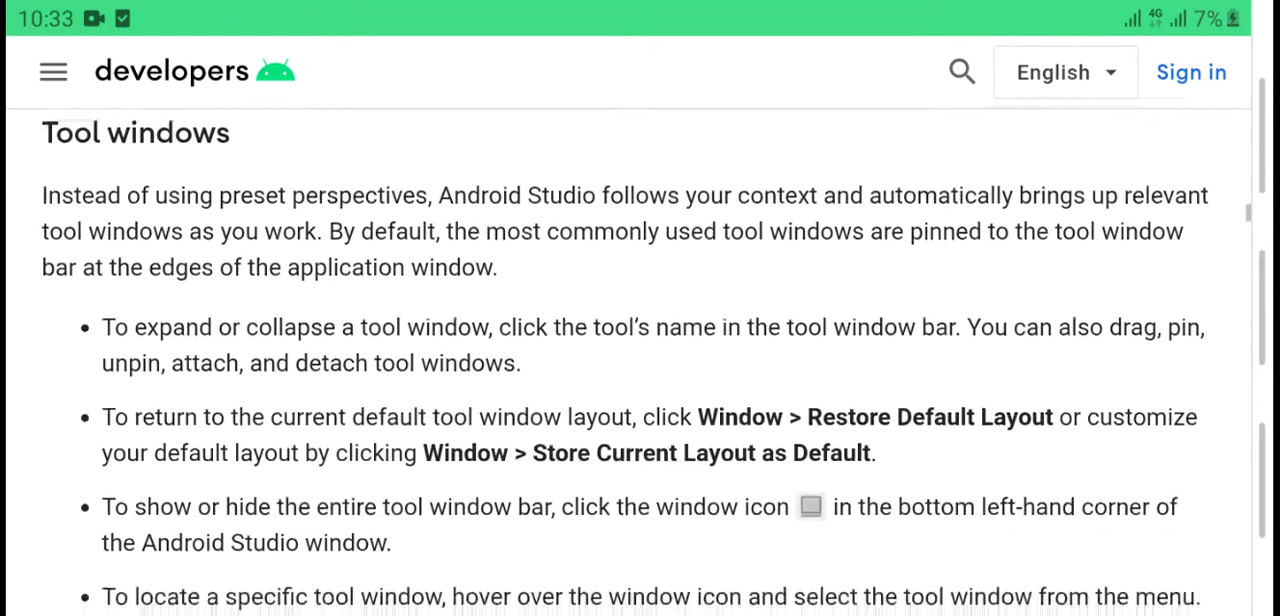 10:33 4G 7%
developers English Sign in
Tool windows
Instead of using preset perspectives, Android Studio follows your context and automatically brings up relevant
tool windows as you work. By default, the most commonly used tool windows are pinned to the tool window
bar at the edges of the application window.
• To expand or collapse a tool window, click the tool’s name in the tool window bar. You can also drag, pin,
unpin, attach, and detach tool windows.
• To return to the current default tool window layout, click Window > Restore Default Layout or customize
your default layout by clicking Window > Store Current Layout as Default.
• To show or hide the entire tool window bar, click the window icon in the bottom left-hand corner of
the Android Studio window.
• To locate a specific tool window, hover over the window icon and select the tool window from the menu.